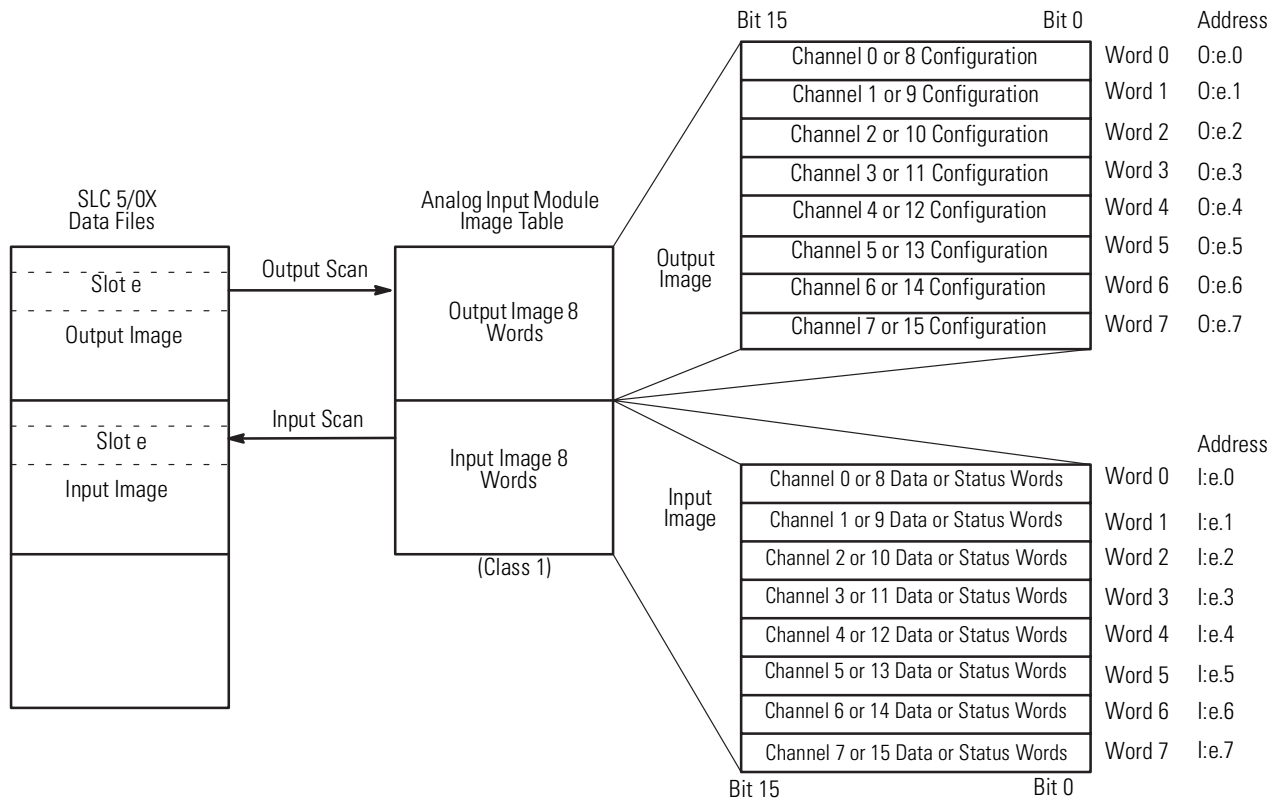 Bit 15 Bit 0 Address
Channel 0 or 8 Configuration Word 0 O:e.0
Channel 1 or 9 Configuration Word 1 O:e.1
Channel 2 or 10 Configuration Word 2 O:e.2
Channel 3 or 11 Configuration Word 3 O:e.3
Channel 4 or 12 Configuration Word 4 O:e.4
Channel 5 or 13 Configuration Word 5 O:e.5
Channel 6 or 14 Configuration Word 6 O:e.6
Channel 7 or 15 Configuration Word 7 O:e.7
Output
Image
SLC 5/0X
Data Files
Analog Input Module
Image Table
Slot e
Output Image
Output Scan
Output Image 8
Words
Slot e
Input Image
Input Scan
Input Image 8
Words
(Class 1)
Input
Image
Address
Channel 0 or 8 Data or Status Words Word 0 I:e.0
Channel 1 or 9 Data or Status Words Word 1 I:e.1
Channel 2 or 10 Data or Status Words Word 2 I:e.2
Channel 3 or 11 Data or Status Words Word 3 I:e.3
Channel 4 or 12 Data or Status Words Word 4 I:e.4
Channel 5 or 13 Data or Status Words Word 5 I:e.5
Channel 6 or 14 Data or Status Words Word 6 I:e.6
Channel 7 or 15 Data or Status Words Word 7 I:e.7
Bit 15 Bit 0